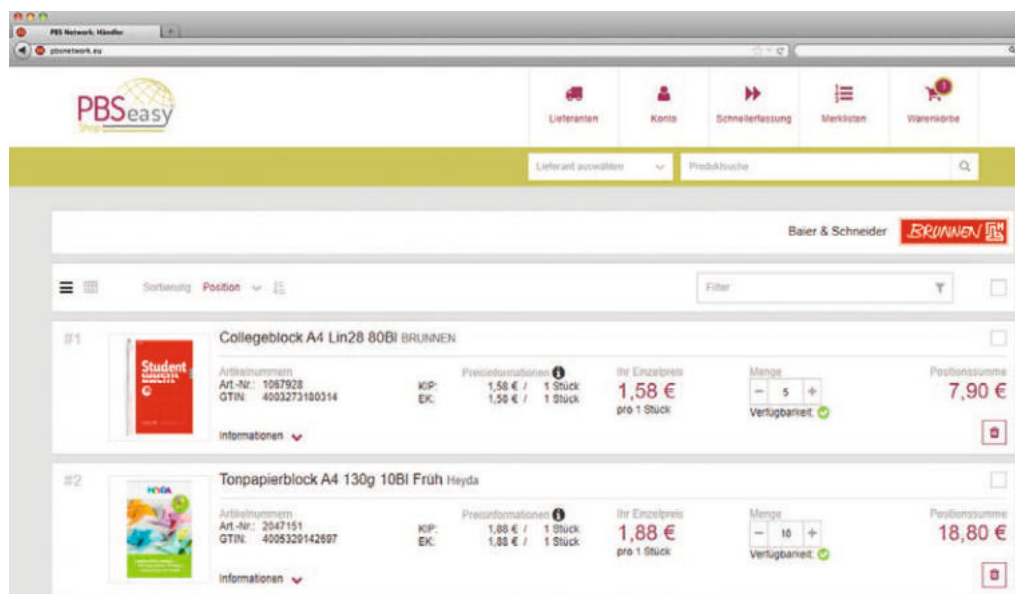 PBS Network: Händler
pbsnetwork.eu
PBSeasy
Shop
Lieferanten
Konto
Schnellerfassung
Merklisten
1
Warenkörbe
Lieferant auswählen
Produktsuche
Baier & Schneider
BRUNNEN
Sortierung Position
Filter
#1
Collegeblock A4 Lin28 80Bl BRUNNEN
Student
Artikelnummern
Art.-Nr.: 1067928
GTIN: 4003273180314
Preisinformationen
KIP: 1,58 € / 1 Stück
EK: 1,58 € / 1 Stück
Ihr Einzelpreis
1,58 €
pro 1 Stück
Menge
- 5 +
Verfügbarkeit:
Positionssumme
7,90 €
Informationen
#2
Tonpapierblock A4 130g 10Bl Früh Heyda
HEYDA
Artikelnummern
Art.-Nr.: 2047151
GTIN: 4005329142697
Preisinformationen
KIP: 1,88 € / 1 Stück
EK: 1,88 € / 1 Stück
Ihr Einzelpreis
1,88 €
pro 1 Stück
Menge
- 10 +
Verfügbarkeit:
Positionssumme
18,80 €
Informationen